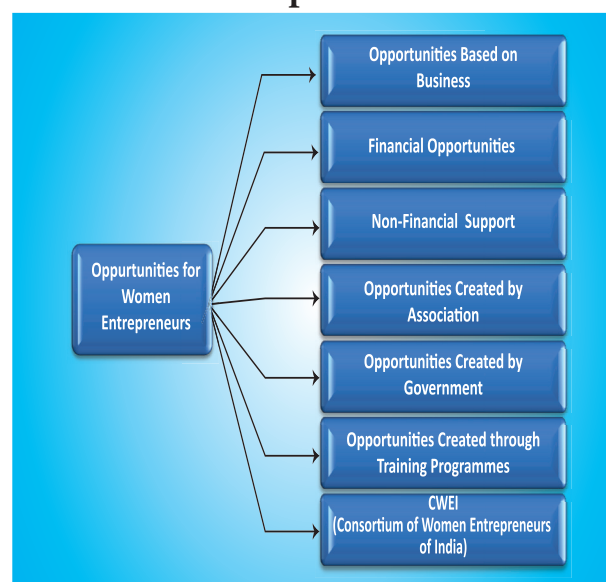 Oppurtunities for
Women
Entrepreneurs
Opportunities Based on
Business
Financial Opportunities
Non-Financial Support
Opportunities Created by
Association
Opportunities Created by
Government
Opportunities Created through
Training Programmes
CWEI
(Consortium of Women Entrepreneurs
of India)